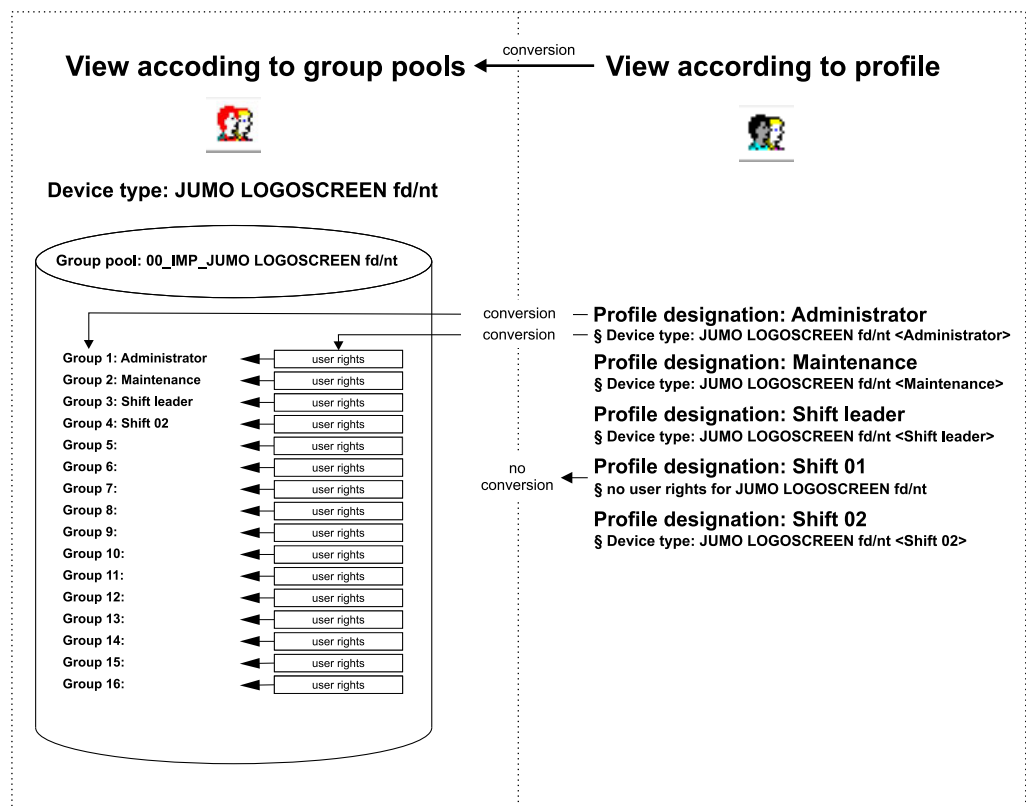 conversion
View accoding to group pools
View according to profile
Device type: JUMO LOGOSCREEN fd/nt
Group pool: 00_IMP_JUMO LOGOSCREEN fd/nt
conversion
conversion
Group 1: Administrator
user rights
Group 2: Maintenance
user rights
Group 3: Shift leader
user rights
Group 4: Shift 02
user rights
Group 5:
user rights
Group 6:
user rights
Group 7:
user rights
Group 8:
user rights
Group 9:
user rights
Group 10:
user rights
Group 11:
user rights
Group 12:
user rights
Group 13:
user rights
Group 14:
user rights
Group 15:
user rights
Group 16:
user rights
Profile designation: Administrator
§ Device type: JUMO LOGOSCREEN fd/nt <Administrator>
Profile designation: Maintenance
§ Device type: JUMO LOGOSCREEN fd/nt <Maintenance>
Profile designation: Shift leader
§ Device type: JUMO LOGOSCREEN fd/nt <Shift leader>
no
conversion
Profile designation: Shift 01
§ no user rights for JUMO LOGOSCREEN fd/nt
Profile designation: Shift 02
§ Device type: JUMO LOGOSCREEN fd/nt <Shift 02>